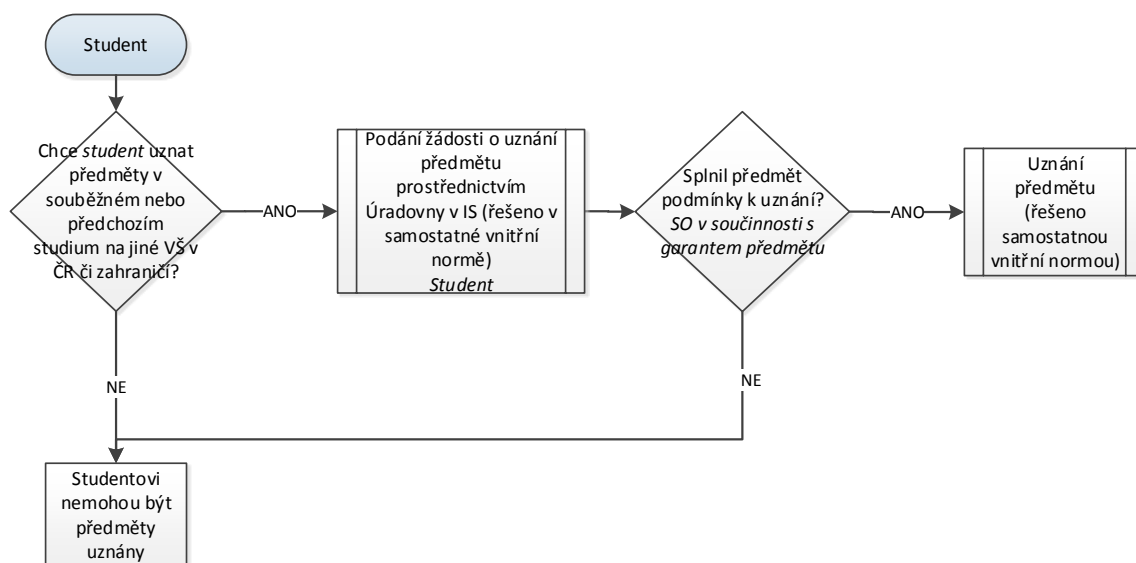 Student
Chce student uznat
předměty v
souběžném nebo
předchozím
studium na jiné VŠ v
ČR či zahraničí?
ANO
Podání žádosti o uznání
předmětu
prostřednictvím
Úřadovny v IS (řešeno v
samostatné vnitřní
normě)
Student
Splnil předmět
podmínky k uznání?
SO v součinnosti s
garantem předmětu
ANO
Uznání
předmětu
(řešeno
samostatnou
vnitřní normou)
NE
NE
Studentovi
nemohou být
předměty
uznány